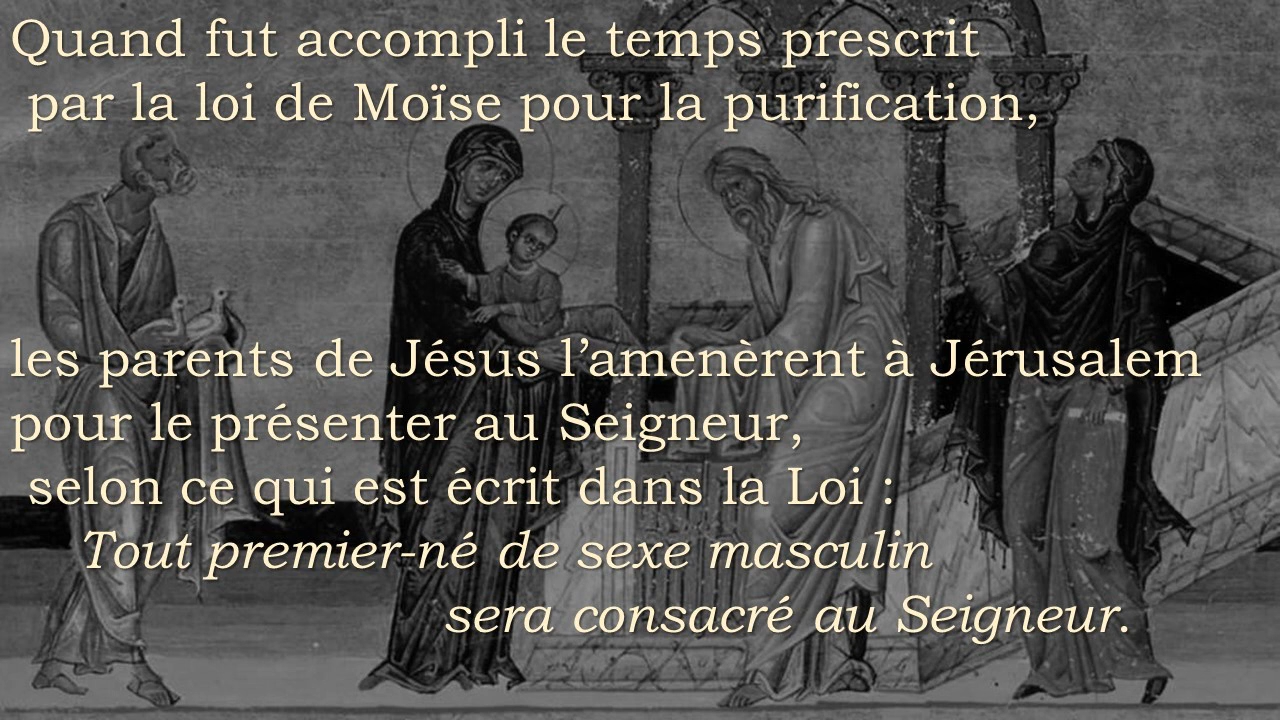 Quand fut accompli le temps prescrit
par la loi de Moïse pour la purification,
les parents de Jésus l’amenèrent à Jérusalem
pour le présenter au Seigneur,
selon ce qui est écrit dans la Loi :
Tout premier-né de sexe masculin
sera consacré au Seigneur.